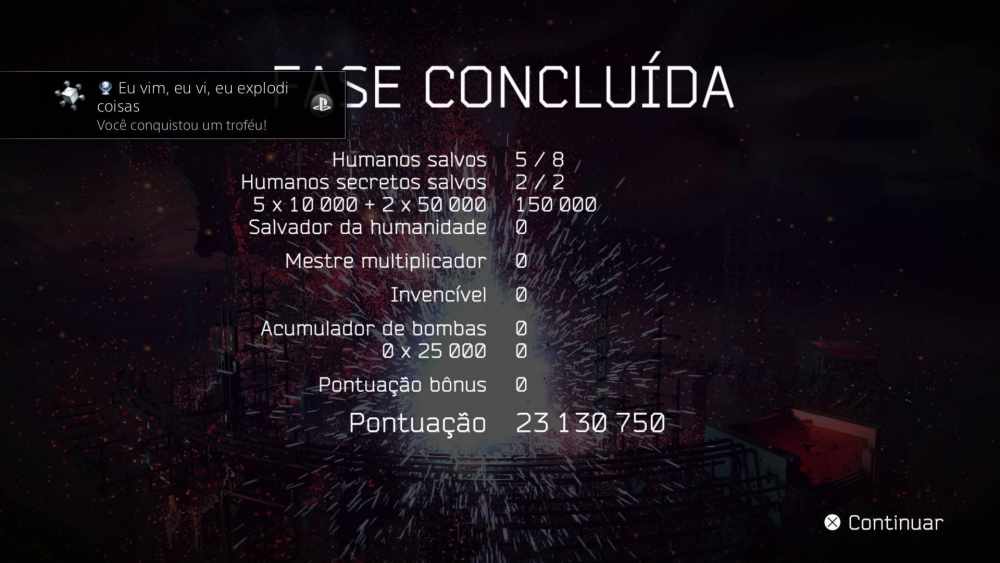 FASE CONCLUÍDA
Eu vim, eu vi, eu explodi
coisas
Você conquistou um troféu!
Humanos salvos 5 / 8
Humanos secretos salvos 2 / 2
5 x 10 000 + 2 x 50 000 150 000
Salvador da humanidade 0
Mestre multiplicador 0
Invencível 0
Acumulador de bombas 0
0 x 25 000 0
Pontuação bônus 0
Pontuação 23 130 750
Continuar